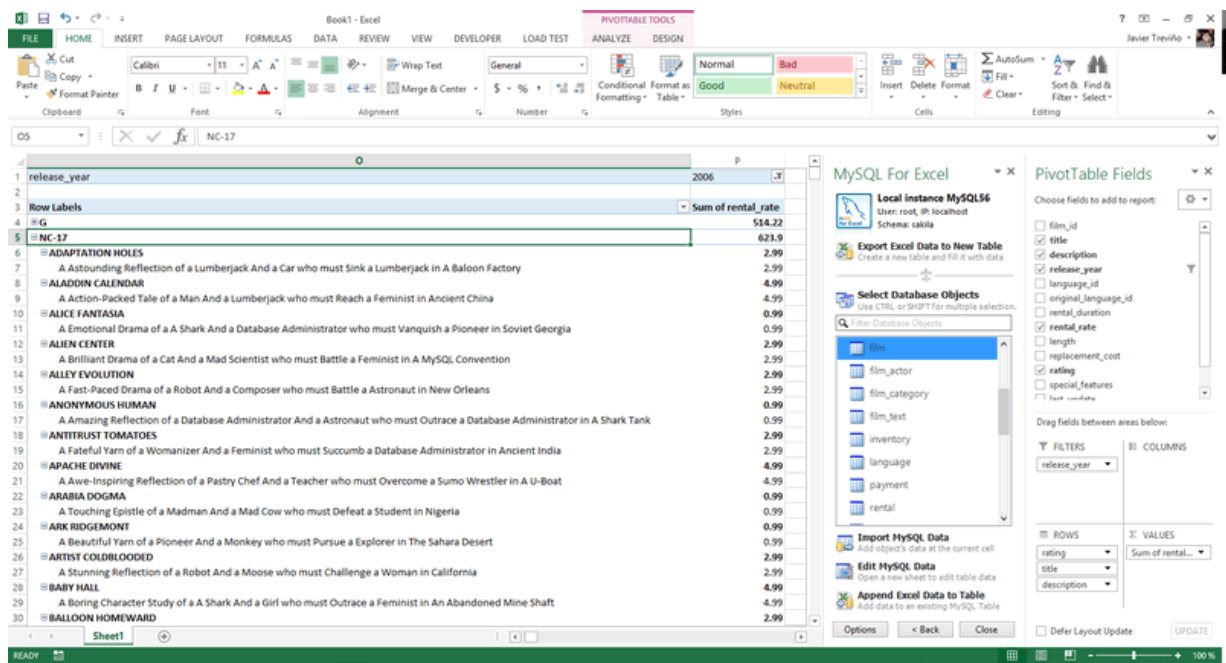 Book1 - Excel
PIVOTTABLE TOOLS
?
FILE HOME INSERT PAGE LAYOUT FORMULAS DATA REVIEW VIEW DEVELOPER LOAD TEST ANALYZE DESIGN
Javier Treviño
Paste
Cut
Copy
Format Painter
Clipboard
Calibri 11
B I U
Font
Wrap Text
Merge & Center
Alignment
General
$ % ,
Number
Conditional Formatting
Format as Table
Normal Bad
Good Neutral
Styles
Insert Delete Format
Cells
AutoSum
Fill
Clear
Sort & Filter
Find & Select
Editing
O5 fx NC-17
O P
1 release_year 2006
2
3 Row Labels Sum of rental_rate
4 G 514.22
5 NC-17 623.9
6 ADAPTATION HOLES 2.99
7 A Astounding Reflection of a Lumberjack And a Car who must Sink a Lumberjack in A Baloon Factory 2.99
8 ALADDIN CALENDAR 4.99
9 A Action-Packed Tale of a Man And a Lumberjack who must Reach a Feminist in Ancient China 4.99
10 ALICE FANTASIA 0.99
11 A Emotional Drama of a A Shark And a Database Administrator who must Vanquish a Pioneer in Soviet Georgia 0.99
12 ALIEN CENTER 2.99
13 A Brilliant Drama of a Cat And a Mad Scientist who must Battle a Feminist in A MySQL Convention 2.99
14 ALLEY EVOLUTION 2.99
15 A Fast-Paced Drama of a Robot And a Composer who must Battle a Astronaut in New Orleans 2.99
16 ANONYMOUS HUMAN 0.99
17 A Amazing Reflection of a Database Administrator And a Astronaut who must Outrace a Database Administrator in A Shark Tank 0.99
18 ANTITRUST TOMATOES 2.99
19 A Fateful Yarn of a Womanizer And a Feminist who must Succumb a Database Administrator in Ancient India 2.99
20 APACHE DIVINE 4.99
21 A Awe-Inspiring Reflection of a Pastry Chef And a Teacher who must Overcome a Sumo Wrestler in A U-Boat 4.99
22 ARABIA DOGMA 0.99
23 A Touching Epistle of a Madman And a Mad Cow who must Defeat a Student in Nigeria 0.99
24 ARK RIDGEMONT 0.99
25 A Beautiful Yarn of a Pioneer And a Monkey who must Pursue a Explorer in The Sahara Desert 0.99
26 ARTIST COLDBLOODED 2.99
27 A Stunning Reflection of a Robot And a Moose who must Challenge a Woman in California 2.99
28 BABY HALL 4.99
29 A Boring Character Study of a A Shark And a Girl who must Outrace a Feminist in An Abandoned Mine Shaft 4.99
30 BALLOON HOMEWARD 2.99
Sheet1
READY
MySQL For Excel
Local instance MySQL56
User: root, IP: localhost
Schema: sakila
Export Excel Data to New Table
Create a new table and fill it with data
Select Database Objects
Use CTRL or SHIFT for multiple selection.
Filter Database Objects
film
film_actor
film_category
film_text
inventory
language
payment
rental
Import MySQL Data
Add object's data at the current cell
Edit MySQL Data
Open a new sheet to edit table data
Append Excel Data to Table
Add data to an existing MySQL Table
Options < Back Close
PivotTable Fields
Choose fields to add to report:
film_id
title
description
release_year
language_id
original_language_id
rental_duration
rental_rate
length
replacement_cost
rating
special_features
last_update
Drag fields between areas below:
FILTERS COLUMNS
release_year
ROWS Σ VALUES
rating Sum of rental...
title
description
Defer Layout Update UPDATE
100 %